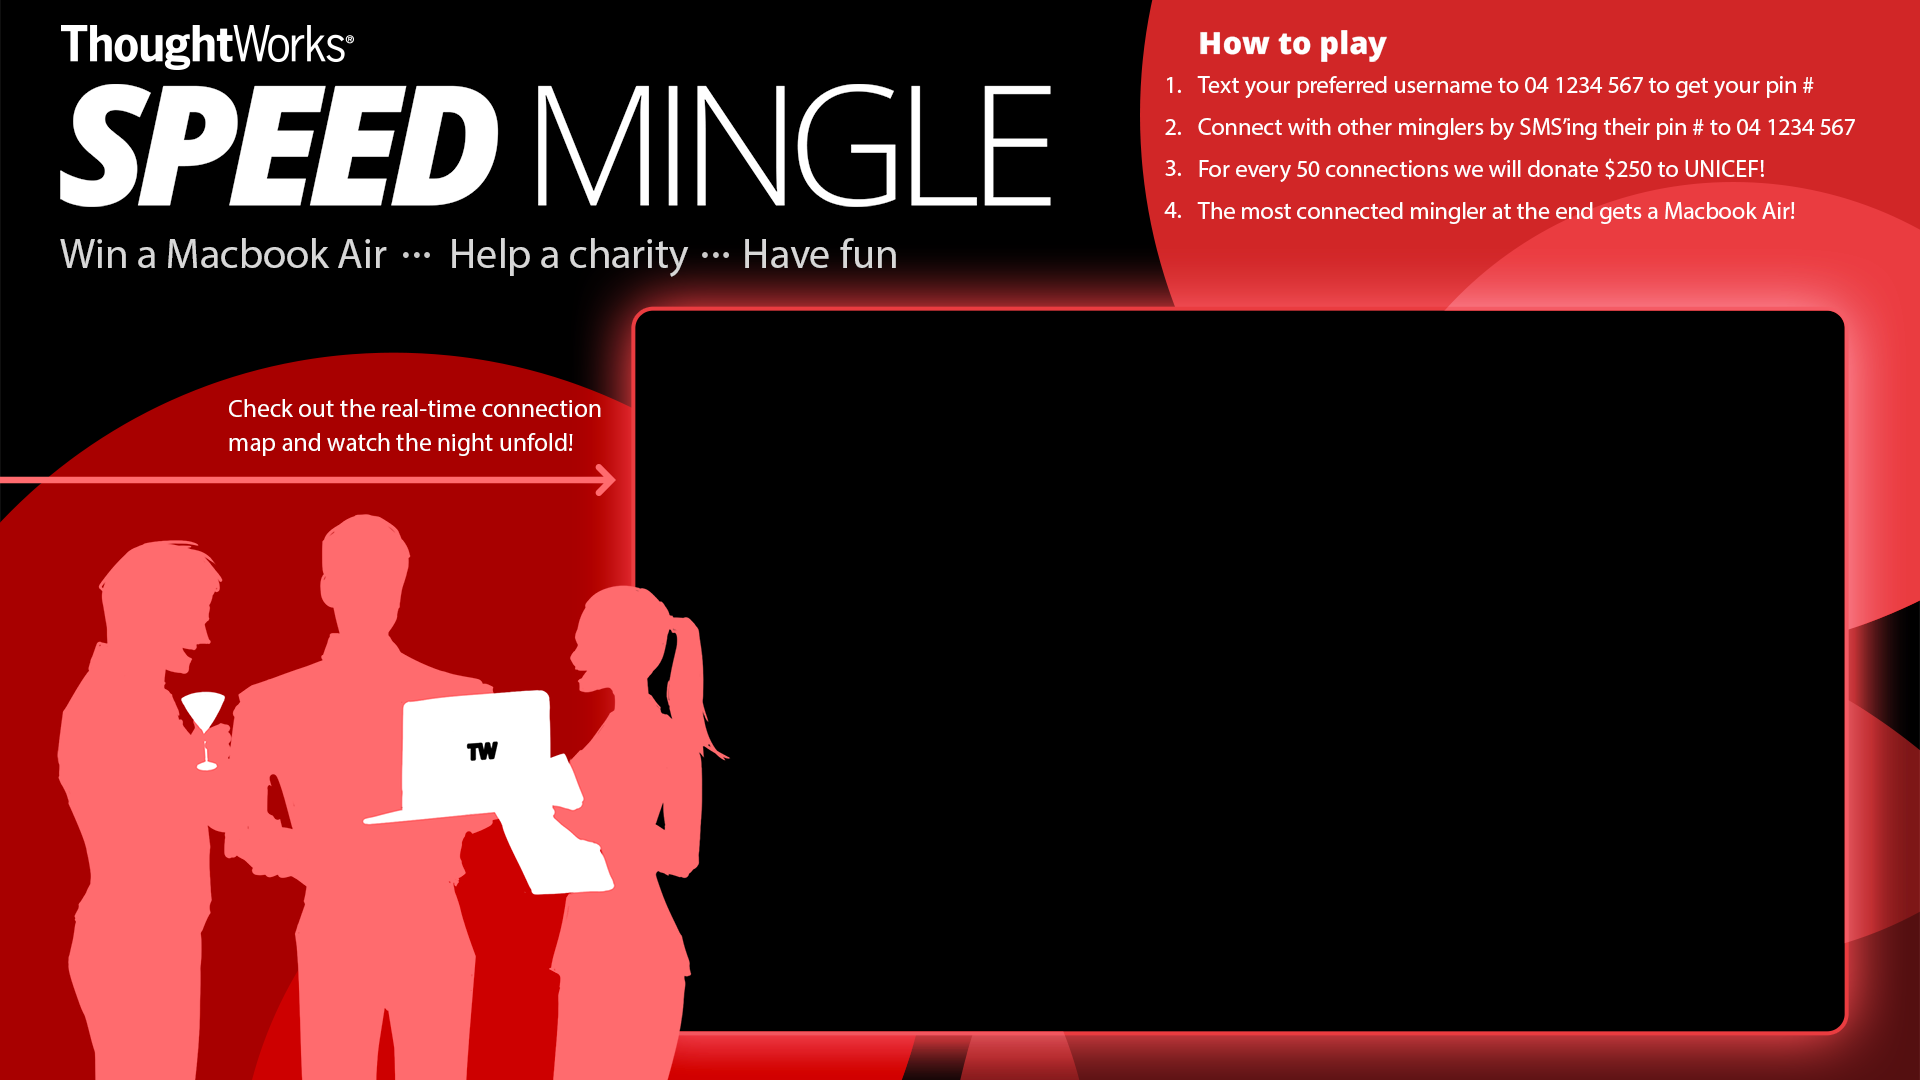 ThoughtWorks®
SPEED MINGLE
Win a Macbook Air ··· Help a charity ··· Have fun
How to play
1. Text your preferred username to 04 1234 567 to get your pin #
2. Connect with other minglers by SMS’ing their pin # to 04 1234 567
3. For every 50 connections we will donate $250 to UNICEF!
4. The most connected mingler at the end gets a Macbook Air!
Check out the real-time connection
map and watch the night unfold!
TW